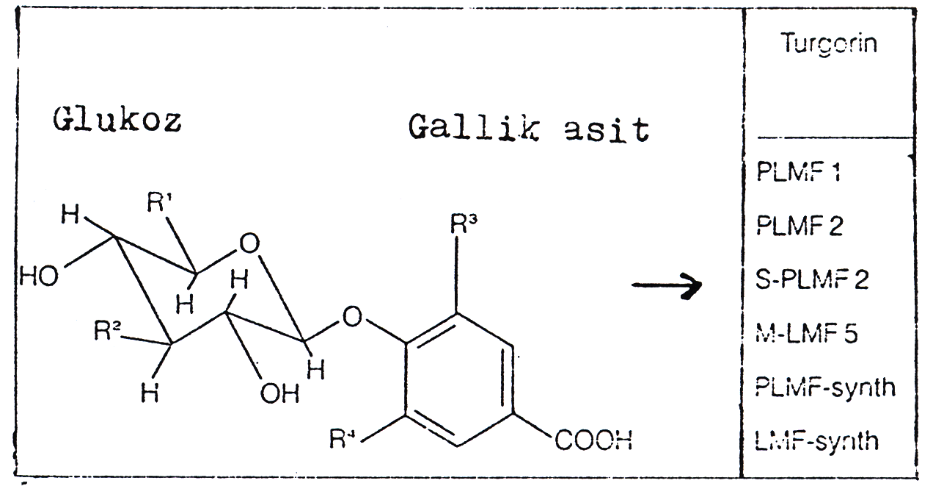 Turgorin
Glukoz
Gallik asit
PLMF 1
PLMF 2
S-PLMF 2
M-LMF 5
PLMF-synth
LMF-synth
H
R¹
O
R³
HO
H
H
R²
O
H
H
OH
R⁴
COOH